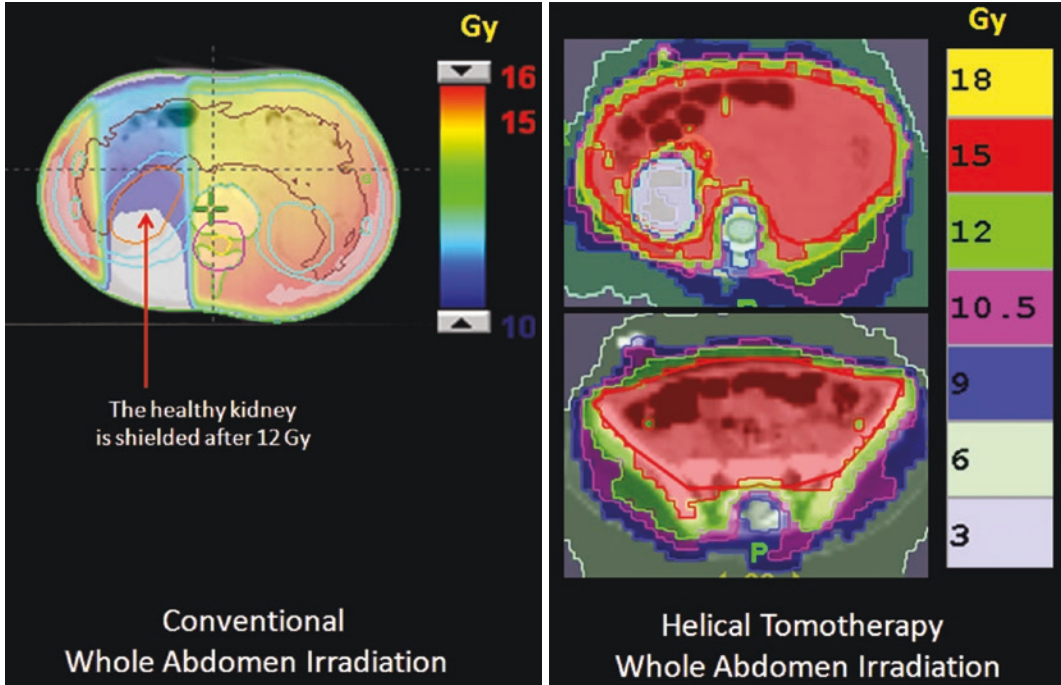 Gy
16
15
10
The healthy kidney
is shielded after 12 Gy
Conventional
Whole Abdomen Irradiation
Gy
18
15
12
10.5
9
6
3
P
Helical Tomotherapy
Whole Abdomen Irradiation